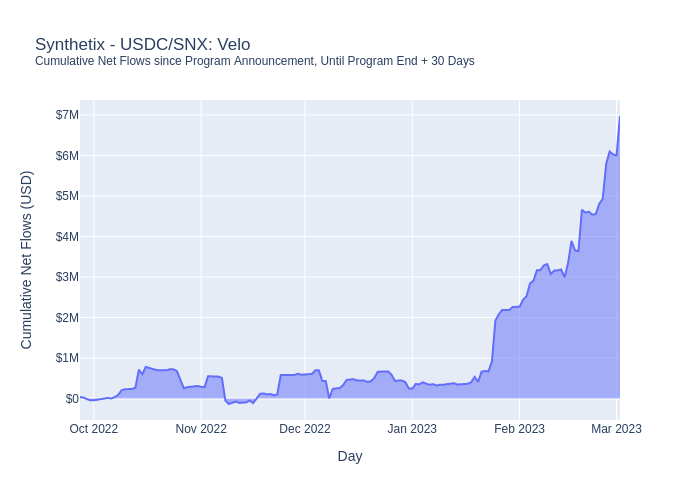 Synthetix - USDC/SNX: Velo
Cumulative Net Flows since Program Announcement, Until Program End + 30 Days
$7M
$6M
$5M
$4M
$3M
$2M
$1M
$0
Cumulative Net Flows (USD)
Oct 2022
Nov 2022
Dec 2022
Jan 2023
Feb 2023
Mar 2023
Day